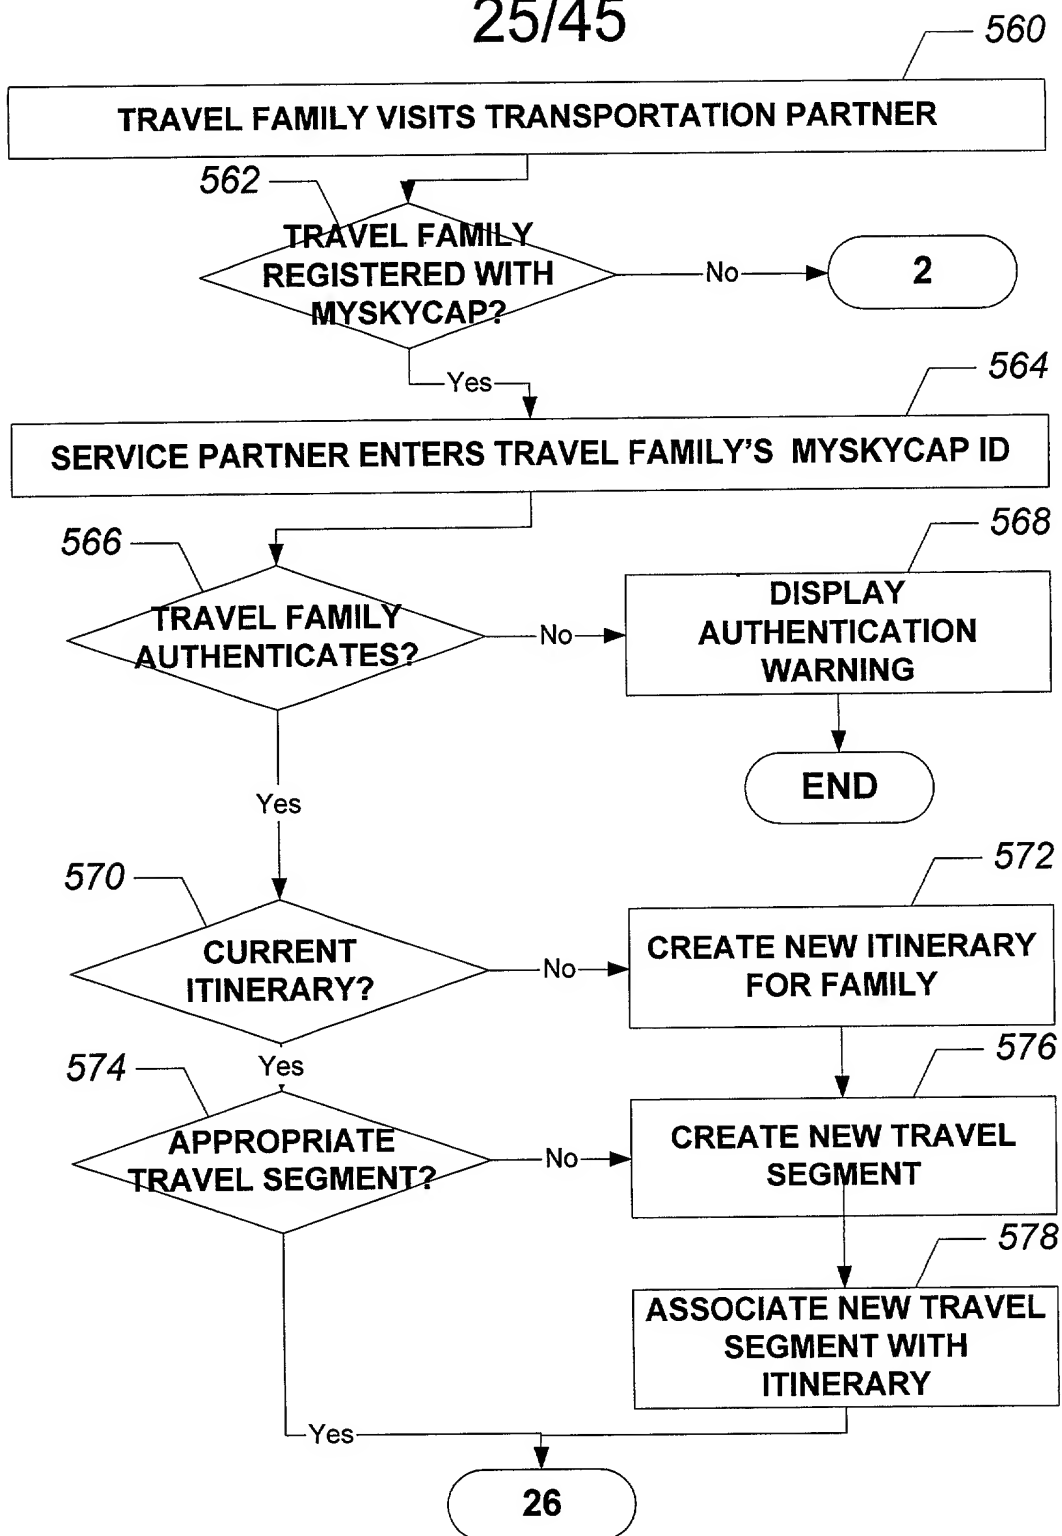 25/45
560
TRAVEL FAMILY VISITS TRANSPORTATION PARTNER
562
TRAVEL FAMILY
REGISTERED WITH
MYSKYCAP?
No
2
Yes
564
SERVICE PARTNER ENTERS TRAVEL FAMILY'S MYSKYCAP ID
566
TRAVEL FAMILY
AUTHENTICATES?
No
568
DISPLAY
AUTHENTICATION
WARNING
END
Yes
570
CURRENT
ITINERARY?
No
572
CREATE NEW ITINERARY
FOR FAMILY
Yes
574
APPROPRIATE
TRAVEL SEGMENT?
No
576
CREATE NEW TRAVEL
SEGMENT
578
ASSOCIATE NEW TRAVEL
SEGMENT WITH
ITINERARY
Yes
26